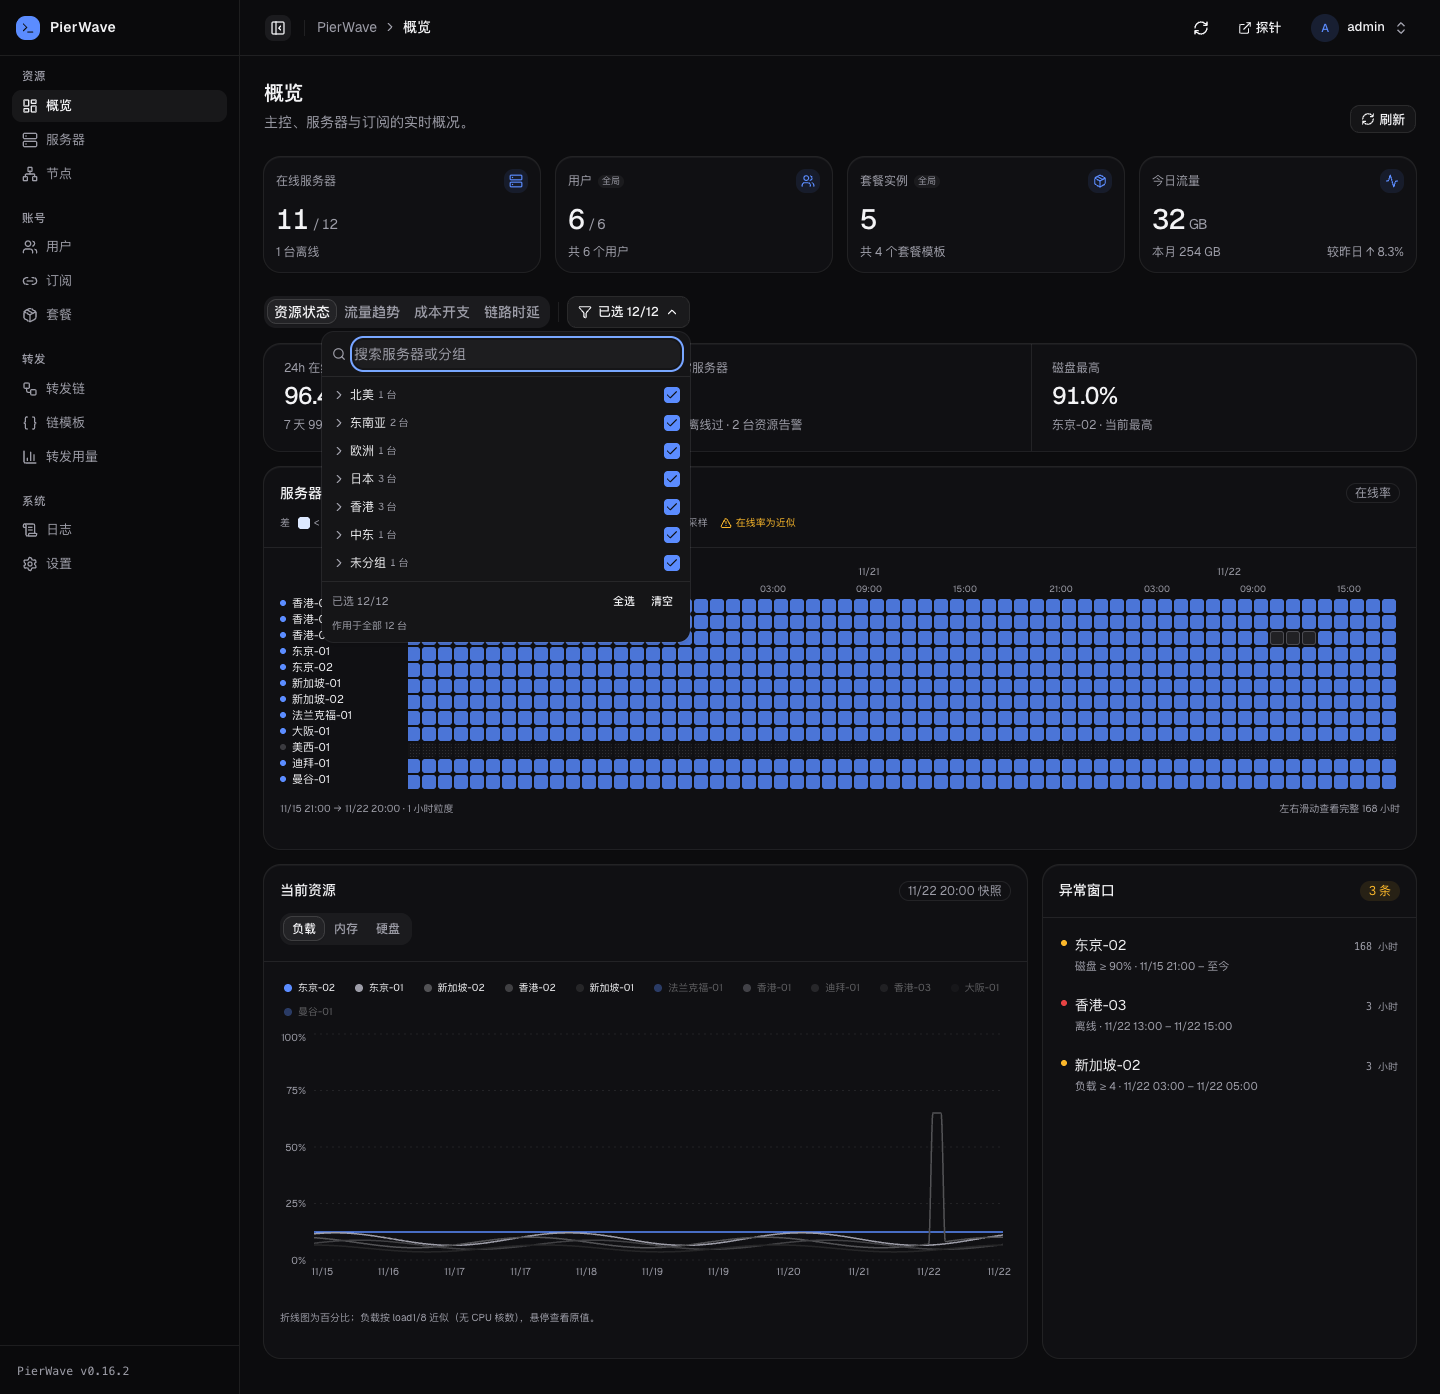 PierWave
PierWave > 概览
探针
A admin
资源
概览
服务器
节点
账号
用户
订阅
套餐
转发
转发链
链模板
转发用量
系统
日志
设置
PierWave v0.16.2
概览
主控、服务器与订阅的实时概况。
刷新
在线服务器
11 / 12
1 台离线
用户 全局
6 / 6
共 6 个用户
套餐实例 全局
5
共 4 个套餐模板
今日流量
32 GB
本月 254 GB 较昨日 ↑ 8.3%
资源状态 流量趋势 成本开支 链路时延 已选 12/12
搜索服务器或分组
北美 1 台
东南亚 2 台
欧洲 1 台
日本 3 台
香港 3 台
中东 1 台
未分组 1 台
已选 12/12 全选 清空
作用于全部 12 台
24h 在
96.
7 天 99
服务器
离线过 · 2 台资源告警
磁盘最高
91.0%
东京-02 · 当前最高
服务器
在线率
差 <
采样 在线率为近似
11/21 11/22
03:00 09:00 15:00 21:00 03:00 09:00 15:00
香港-0
香港-0
香港-0
东京-01
东京-02
新加坡-01
新加坡-02
法兰克福-01
大阪-01
美西-01
迪拜-01
曼谷-01
11/15 21:00 → 11/22 20:00 · 1 小时粒度
左右滑动查看完整 168 小时
当前资源
11/22 20:00 快照
负载 内存 硬盘
东京-02 东京-01 新加坡-02 香港-02 新加坡-01 法兰克福-01 香港-01 迪拜-01 香港-03 大阪-01
曼谷-01
100%
75%
50%
25%
0%
11/15 11/16 11/17 11/17 11/18 11/19 11/19 11/20 11/21 11/22 11/22
折线图为百分比；负载按 load1/8 近似（无 CPU 核数），悬停查看原值。
异常窗口
3 条
东京-02 168 小时
磁盘 ≥ 90% · 11/15 21:00 – 至今
香港-03 3 小时
离线 · 11/22 13:00 – 11/22 15:00
新加坡-02 3 小时
负载 ≥ 4 · 11/22 03:00 – 11/22 05:00